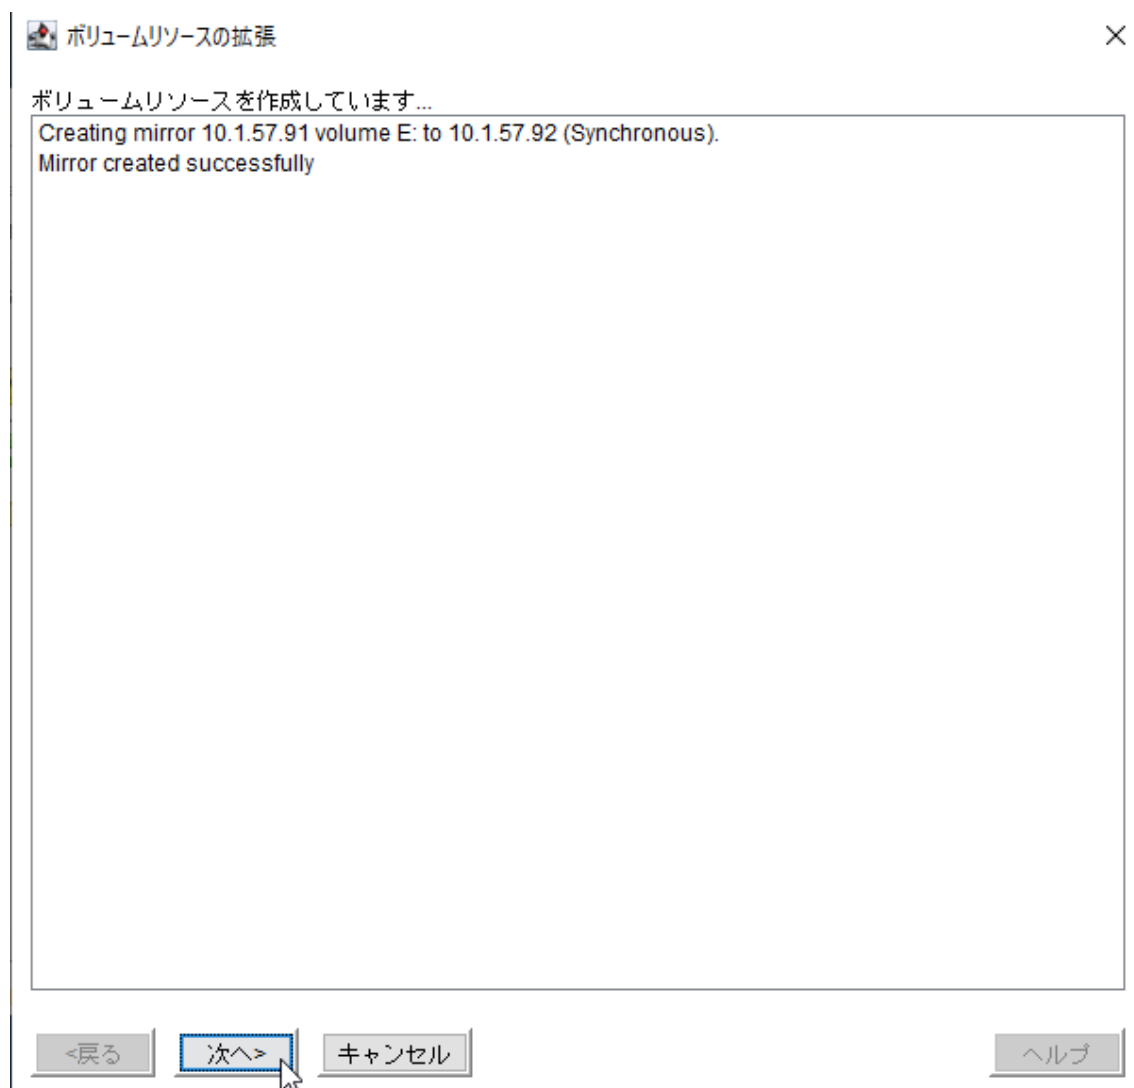 ボリュームリソースの拡張
ボリュームリソースを作成しています...
Creating mirror 10.1.57.91 volume E: to 10.1.57.92 (Synchronous).
Mirror created successfully
<戻る 次へ> キャンセル ヘルプ